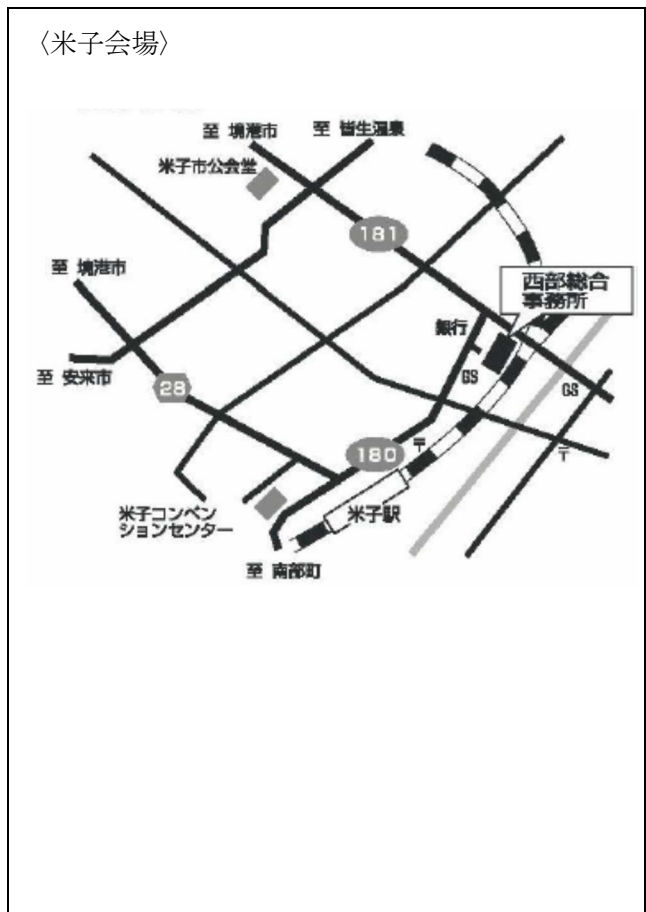 〈米子会場〉
至 境港市
至 皆生温泉
米子市公会堂
181
至 境港市
西部総合
事務所
銀行
GS
GS
至 安来市
28
180
〒
〒
米子コンベン
ションセンター
米子駅
至 南部町